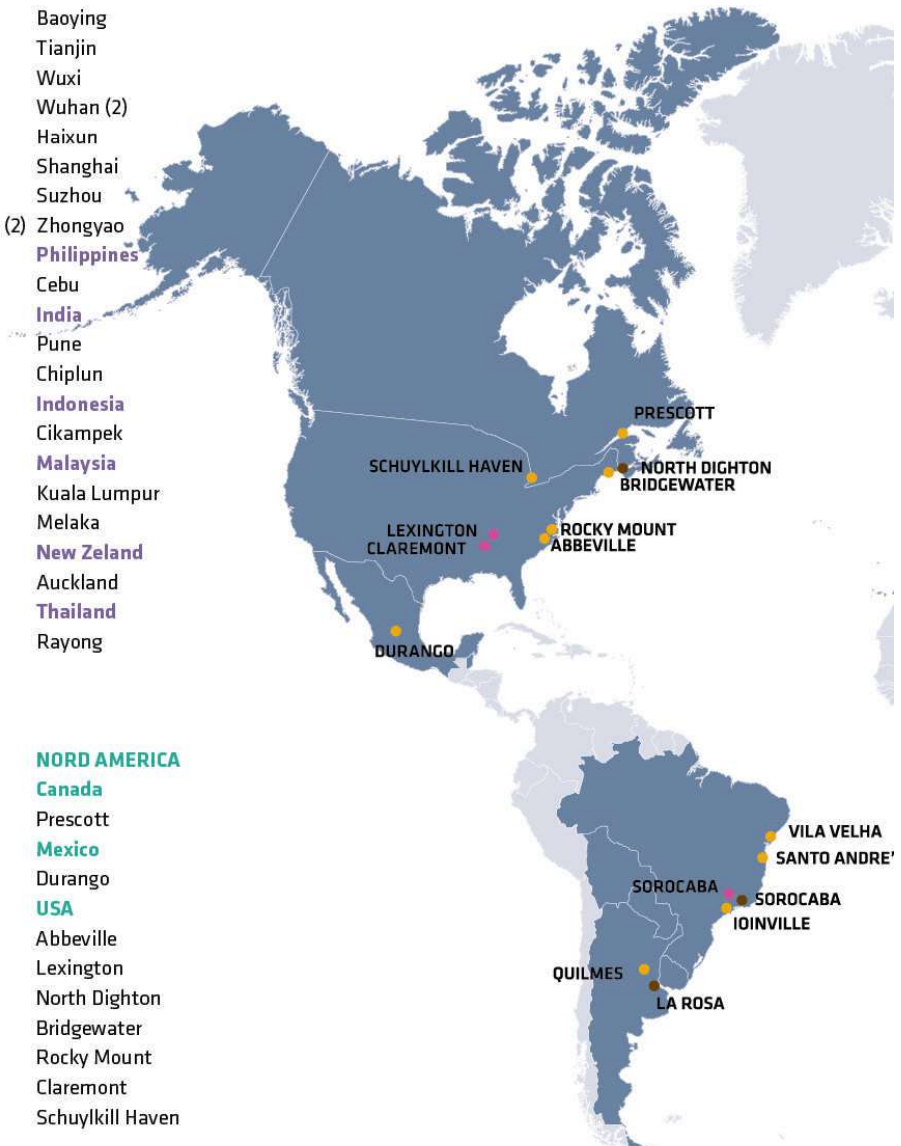 Baoying
Tianjin
Wuxi
Wuhan (2)
Haixun
Shanghai
Suzhou
(2) Zhongyao
Philippines
Cebu
India
Pune
Chiplun
Indonesia
Cikampek
Malaysia
Kuala Lumpur
Melaka
New Zeland
Auckland
Thailand
Rayong
NORD AMERICA
Canada
Prescott
Mexico
Durango
USA
Abbeville
Lexington
North Dighton
Bridgewater
Rocky Mount
Claremont
Schuylkill Haven
PRESCOTT
SCHUYLKILL HAVEN
NORTH DIGHTON
BRIDGEWATER
LEXINGTON
CLAREMONT
ROCKY MOUNT
ABBEVILLE
DURANGO
VILA VELHA
SANTO ANDRE'
SOROCABA
SOROCABA
IOINVILLE
QUILMES
LA ROSA